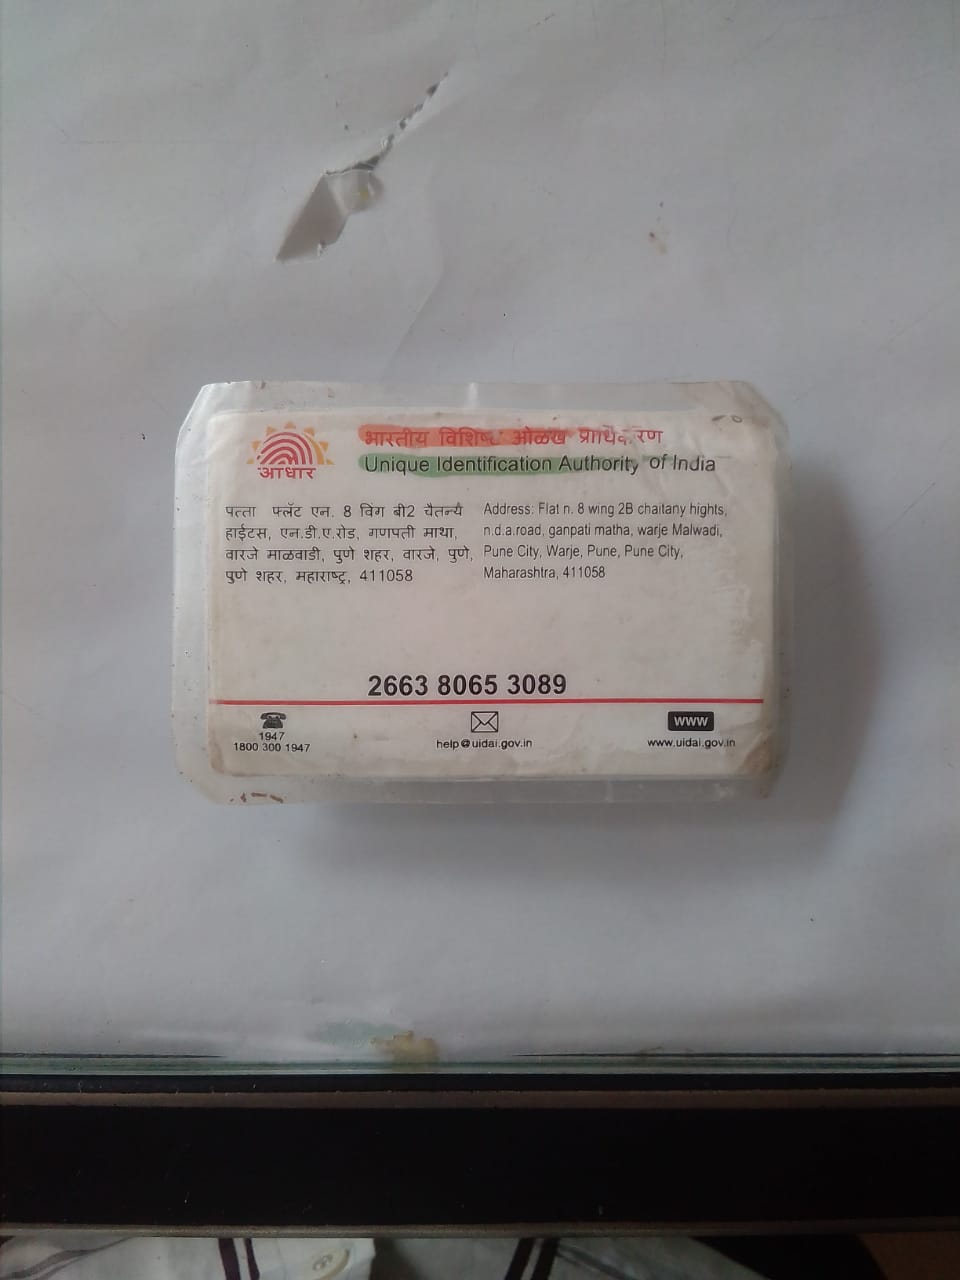 आधार
भारतीय विशिष्ट ओळख प्राधिकरण
Unique Identification Authority of India
पत्ता फ्लॅट एन. 8 विंग बी2 चैतन्यै
हाईटस, एन.डी.ए.रोड, गणपती माथा,
वारजे माळवाडी, पुणे शहर, वारजे, पुणे,
पुणे शहर, महाराष्ट्र, 411058
Address: Flat n. 8 wing 2B chaitany hights,
n.d.a.road, ganpati matha, warje Malwadi,
Pune City, Warje, Pune, Pune City,
Maharashtra, 411058
2663 8065 3089
1947
1800 300 1947
help@uidai.gov.in
www
www.uidai.gov.in